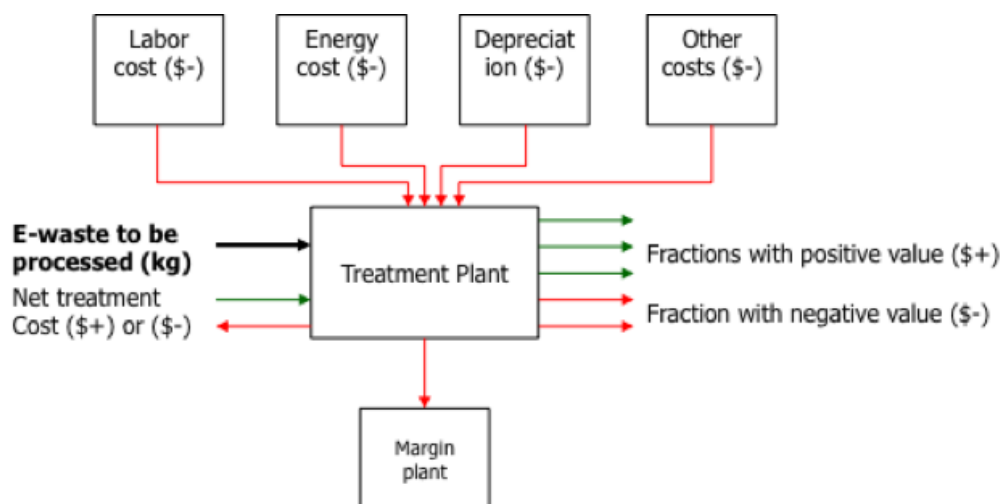 Labor
cost ($-)
Energy
cost ($-)
Depreciat
ion ($-)
Other
costs ($-)
E-waste to be
processed (kg)
Net treatment
Cost ($+) or ($-)
Treatment Plant
Fractions with positive value ($+)
Fraction with negative value ($-)
Margin
plant